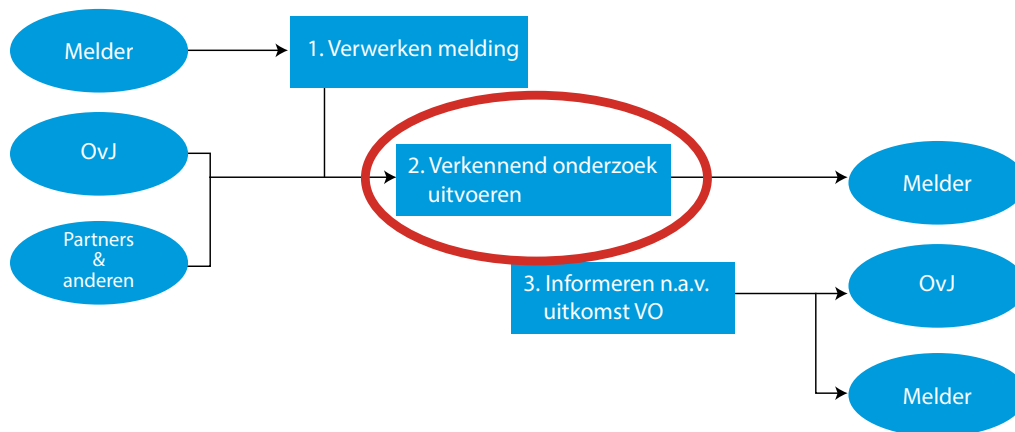 Melder
1. Verwerken melding
OvJ
2. Verkennend onderzoek
uitvoeren
Melder
Partners
&
anderen
3. Informeren n.a.v.
uitkomst VO
OvJ
Melder